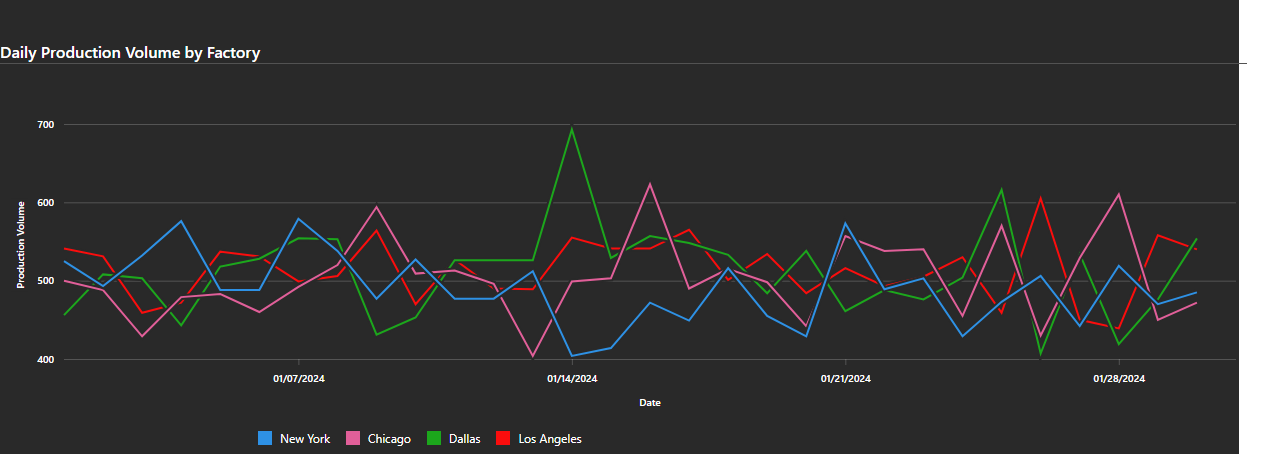 Daily Production Volume by Factory
700
600
500
400
Production Volume
01/07/2024
01/14/2024
01/21/2024
01/28/2024
Date
New York
Chicago
Dallas
Los Angeles